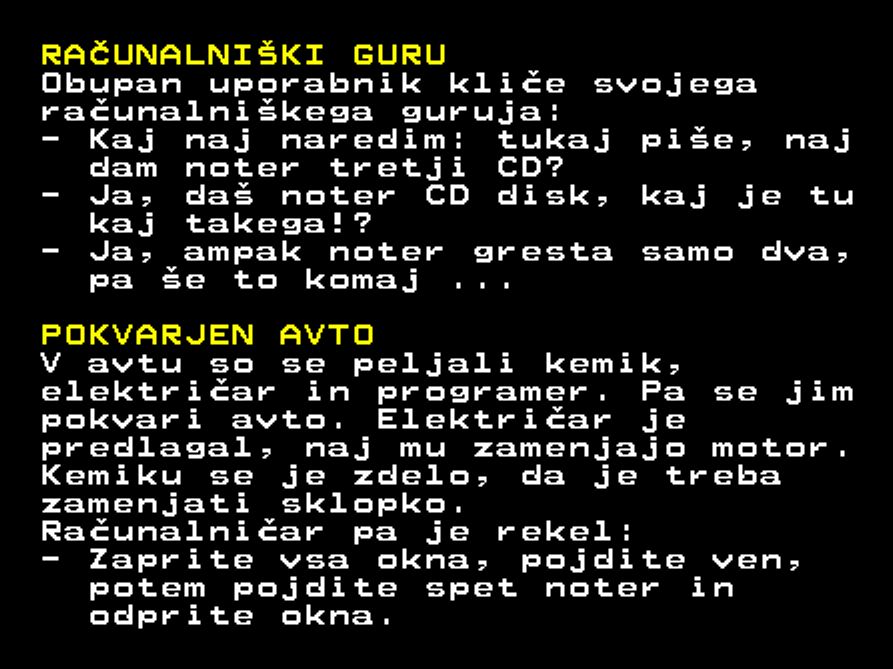 RAČUNALNIŠKI GURU
Obupan uporabnik kliče svojega
računalniškega guruja:
- Kaj naj naredim: tukaj piše, naj
dam noter tretji CD?
- Ja, daš noter CD disk, kaj je tu
kaj takega!?
- Ja, ampak noter gresta samo dva,
pa še to komaj ...
POKVARJEN AVTO
V avtu so se peljali kemik,
električar in programer. Pa se jim
pokvari avto. Električar je
predlagal, naj mu zamenjajo motor.
Kemiku se je zdelo, da je treba
zamenjati sklopko.
Računalničar pa je rekel:
- Zaprite vsa okna, pojdite ven,
potem pojdite spet noter in
odprite okna.